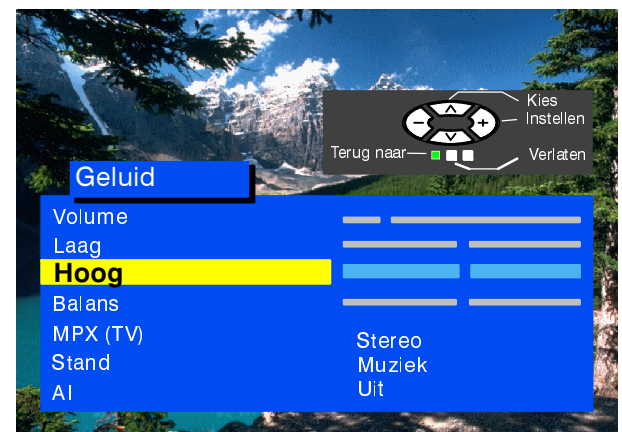 Kies
Instellen
Terug naar
Verlaten
Geluid
Volume
Laag
Hoog
Balans
MPX (TV)
Stereo
Stand
Muziek
AI
Uit